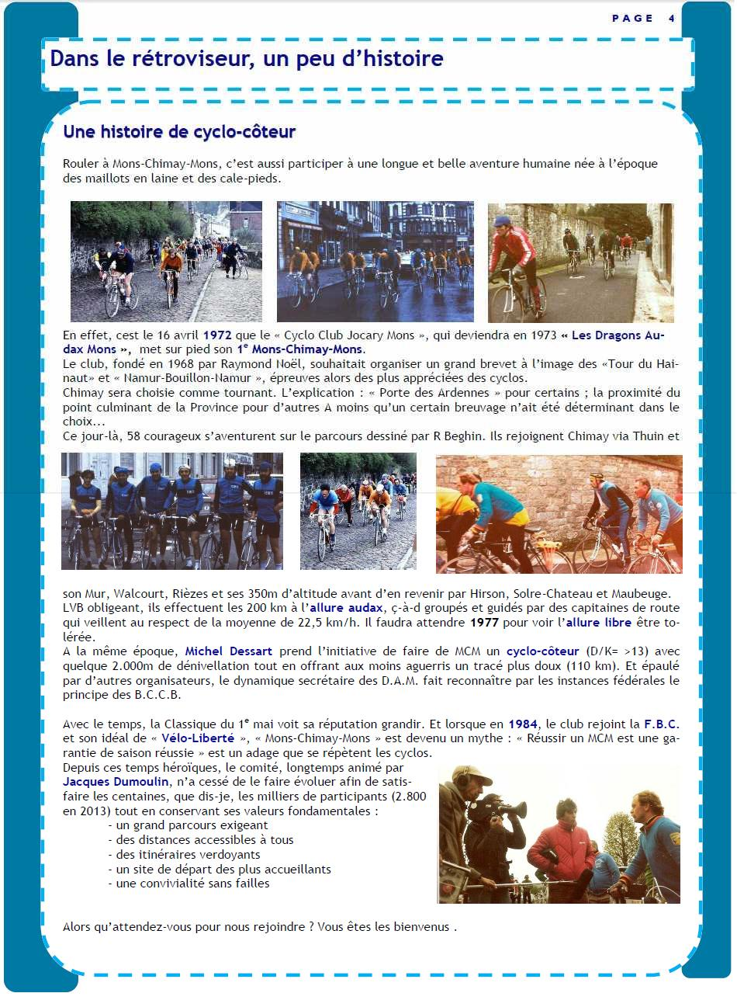 PAGE 4
Dans le rétroviseur, un peu d’histoire
Une histoire de cyclo-côteur
Rouler à Mons-Chimay-Mons, c’est aussi participer à une longue et belle aventure humaine née à l’époque
des maillots en laine et des cale-pieds.
En effet, cest le 16 avril 1972 que le « Cyclo Club Jocary Mons », qui deviendra en 1973 « Les Dragons Au-
dax Mons », met sur pied son 1e Mons-Chimay-Mons.
Le club, fondé en 1968 par Raymond Noël, souhaitait organiser un grand brevet à l’image des «Tour du Hai-
naut» et « Namur-Bouillon-Namur », épreuves alors des plus appréciées des cyclos.
Chimay sera choisie comme tournant. L’explication : « Porte des Ardennes » pour certains ; la proximité du
point culminant de la Province pour d’autres A moins qu’un certain breuvage n’ait été déterminant dans le
choix...
Ce jour-là, 58 courageux s’aventurent sur le parcours dessiné par R Beghin. Ils rejoignent Chimay via Thuin et
son Mur, Walcourt, Rièzes et ses 350m d’altitude avant d’en revenir par Hirson, Solre-Chateau et Maubeuge.
LVB obligeant, ils effectuent les 200 km à l’allure audax, ç-à-d groupés et guidés par des capitaines de route
qui veillent au respect de la moyenne de 22,5 km/h. Il faudra attendre 1977 pour voir l’allure libre être to-
lérée.
A la même époque, Michel Dessart prend l’initiative de faire de MCM un cyclo-côteur (D/K= >13) avec
quelque 2.000m de dénivellation tout en offrant aux moins aguerris un tracé plus doux (110 km). Et épaulé
par d’autres organisateurs, le dynamique secrétaire des D.A.M. fait reconnaître par les instances fédérales le
principe des B.C.C.B.
Avec le temps, la Classique du 1e mai voit sa réputation grandir. Et lorsque en 1984, le club rejoint la F.B.C.
et son idéal de « Vélo-Liberté », « Mons-Chimay-Mons » est devenu un mythe : « Réussir un MCM est une ga-
rantie de saison réussie » est un adage que se répètent les cyclos.
Depuis ces temps héroïques, le comité, longtemps animé par
Jacques Dumoulin, n’a cessé de le faire évoluer afin de satis-
faire les centaines, que dis-je, les milliers de participants (2.800
en 2013) tout en conservant ses valeurs fondamentales :
- un grand parcours exigeant
- des distances accessibles à tous
- des itinéraires verdoyants
- un site de départ des plus accueillants
- une convivialité sans failles
Alors qu’attendez-vous pour nous rejoindre ? Vous êtes les bienvenus .